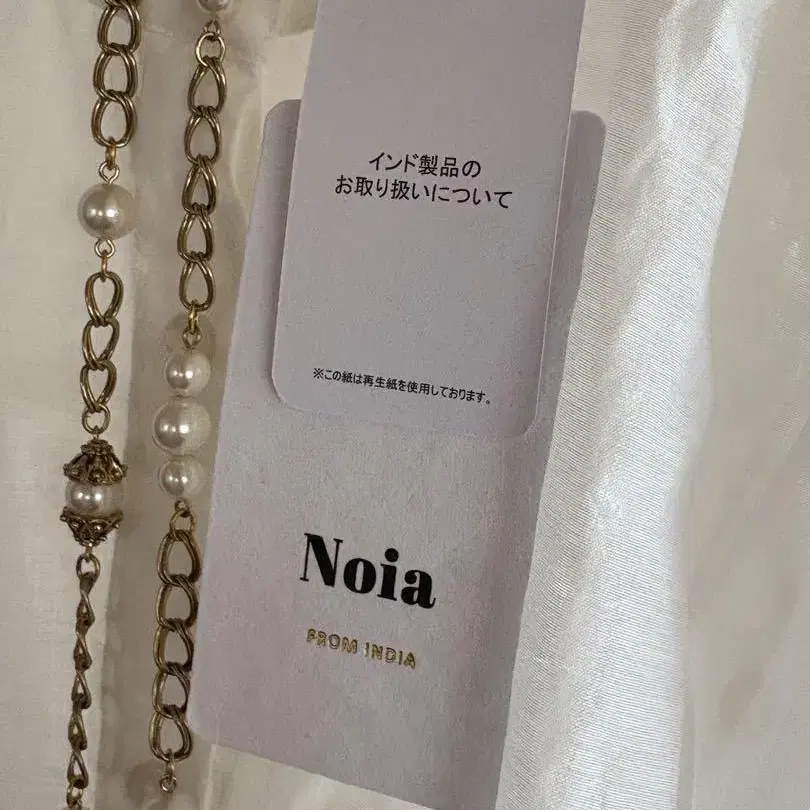 インド製品の
お取り扱いについて
※この紙は再生紙を使用しております。
Noia
FROM INDIA